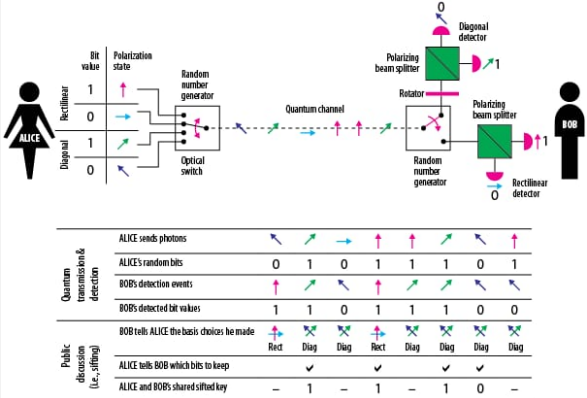 Bit value
Polarization state
Rectilinear
1
0
Diagonal
1
0
ALICE
Random number generator
Optical switch
Quantum channel
0
Diagonal detector
Polarizing beam splitter
1
Rotator
Polarizing beam splitter
1
Random number generator
0
Rectilinear detector
BOB
Quantum transmission & detection
ALICE sends photons
ALICE's random bits 0 1 0 1 1 1 0 1
BOB's detection events
BOB's detected bit values 1 1 0 1 1 1 0 0
Public discussion (i.e., sifting)
BOB tells ALICE the basis choices he made
Rect Diag Diag Rect Diag Diag Diag Diag
ALICE tells BOB which bits to keep ✓ ✓ ✓ ✓
ALICE and BOB's shared sifted key – 1 – 1 – 1 0 –